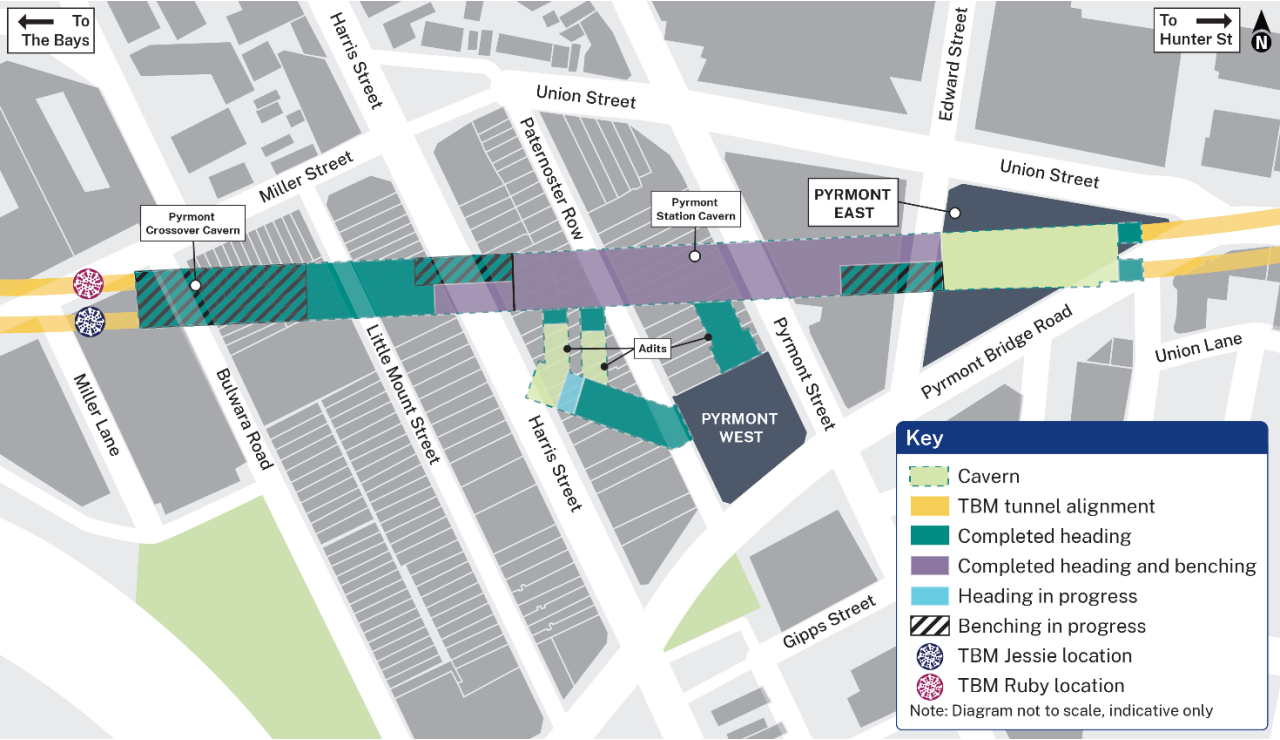 To
The Bays
To
Hunter St
N
Harris Street
Edward Street
Union Street
Paternoster Row
Miller Street
Union Street
PYRMONT
EAST
Pyrmont
Station Cavern
Pyrmont
Crossover Cavern
Adits
Little Mount Street
Pyrmont Street
Pyrmont Bridge Road
Union Lane
Miller Lane
Bulwara Road
Harris Street
PYRMONT
WEST
Gipps Street
Key
Cavern
TBM tunnel alignment
Completed heading
Completed heading and benching
Heading in progress
Benching in progress
TBM Jessie location
TBM Ruby location
Note: Diagram not to scale, indicative only